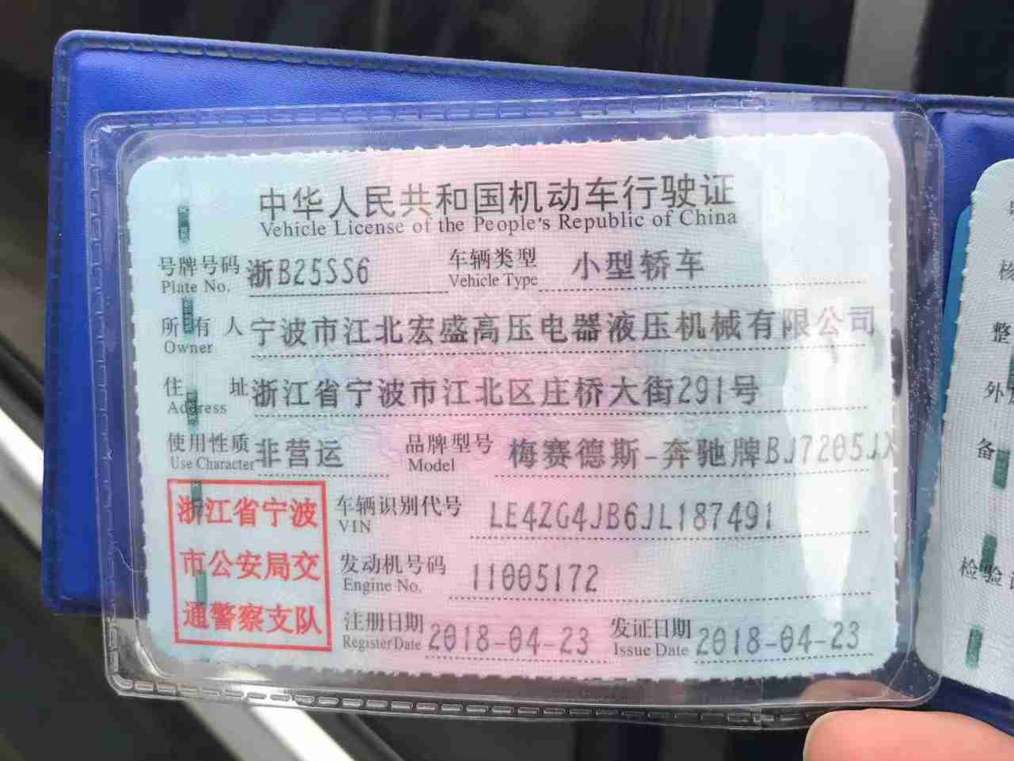 中华人民共和国机动车行驶证
Vehicle License of the People's Republic of China
号牌号码 浙B25SS6 车辆类型 小型轿车
Plate No. Vehicle Type
所有人 宁波市江北宏盛高压电器液压机械有限公司
Owner
住址 浙江省宁波市江北区庄桥大街291号
Address
使用性质 非营运 品牌型号 梅赛德斯-奔驰牌BJ7205J
Use Character Model
浙江省宁波
市公安局交
通警察支队
车辆识别代号 LE4ZG4JB6JL187491
VIN
发动机号码 11005172
Engine No.
注册日期 2018-04-23 发证日期 2018-04-23
Register Date Issue Date
核
整
外
备
检验